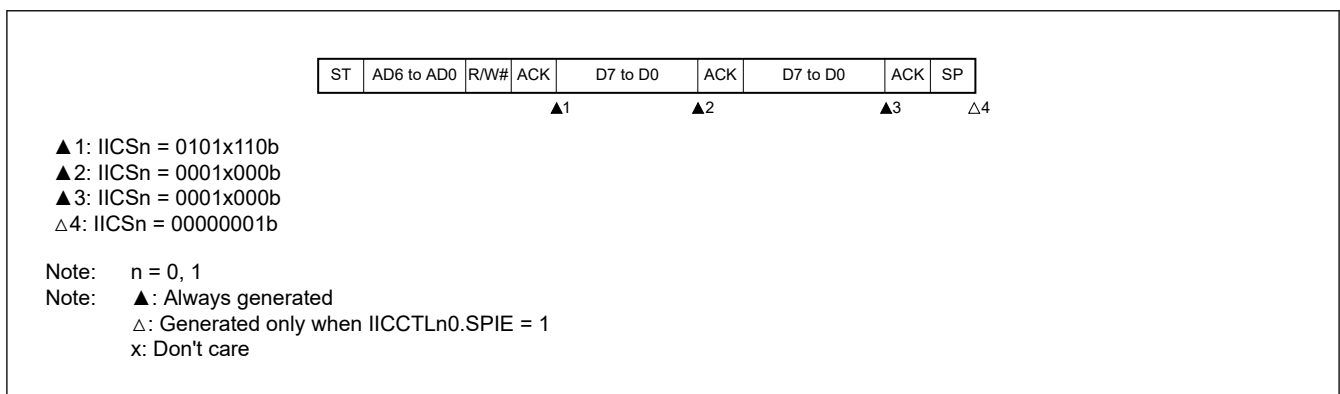 ST AD6 to AD0 R/W# ACK D7 to D0 ACK D7 to D0 ACK SP
▲1 ▲2 ▲3 △4
▲1: IICSn = 0101x110b
▲2: IICSn = 0001x000b
▲3: IICSn = 0001x000b
△4: IICSn = 00000001b
Note: n = 0, 1
Note: ▲: Always generated
△: Generated only when IICCTLn0.SPIE = 1
x: Don't care